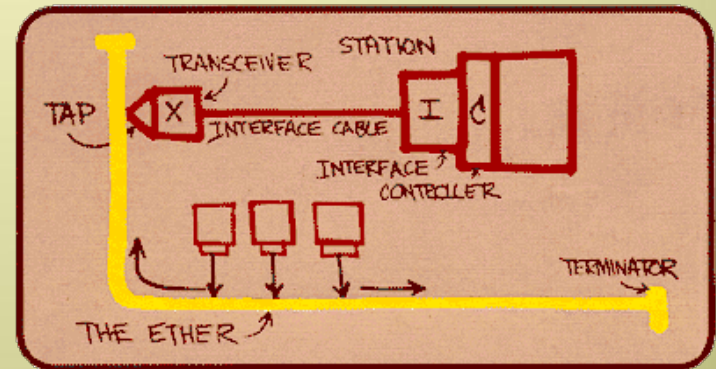 STATION
TRANSCEIVER
TAP
X
I
C
INTERFACE CABLE
INTERFACE
CONTROLLER
TERMINATOR
THE ETHER